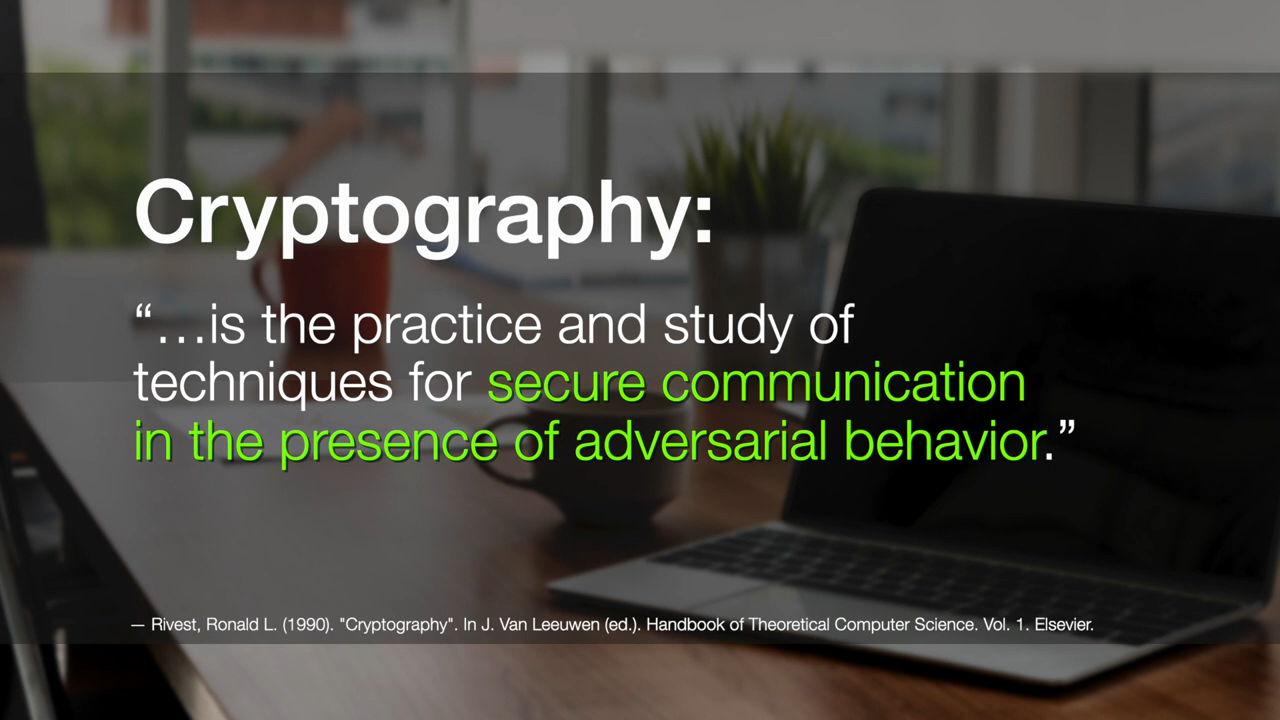 Cryptography:
“…is the practice and study of
techniques for secure communication
in the presence of adversarial behavior.”
— Rivest, Ronald L. (1990). "Cryptography". In J. Van Leeuwen (ed.). Handbook of Theoretical Computer Science. Vol. 1. Elsevier.